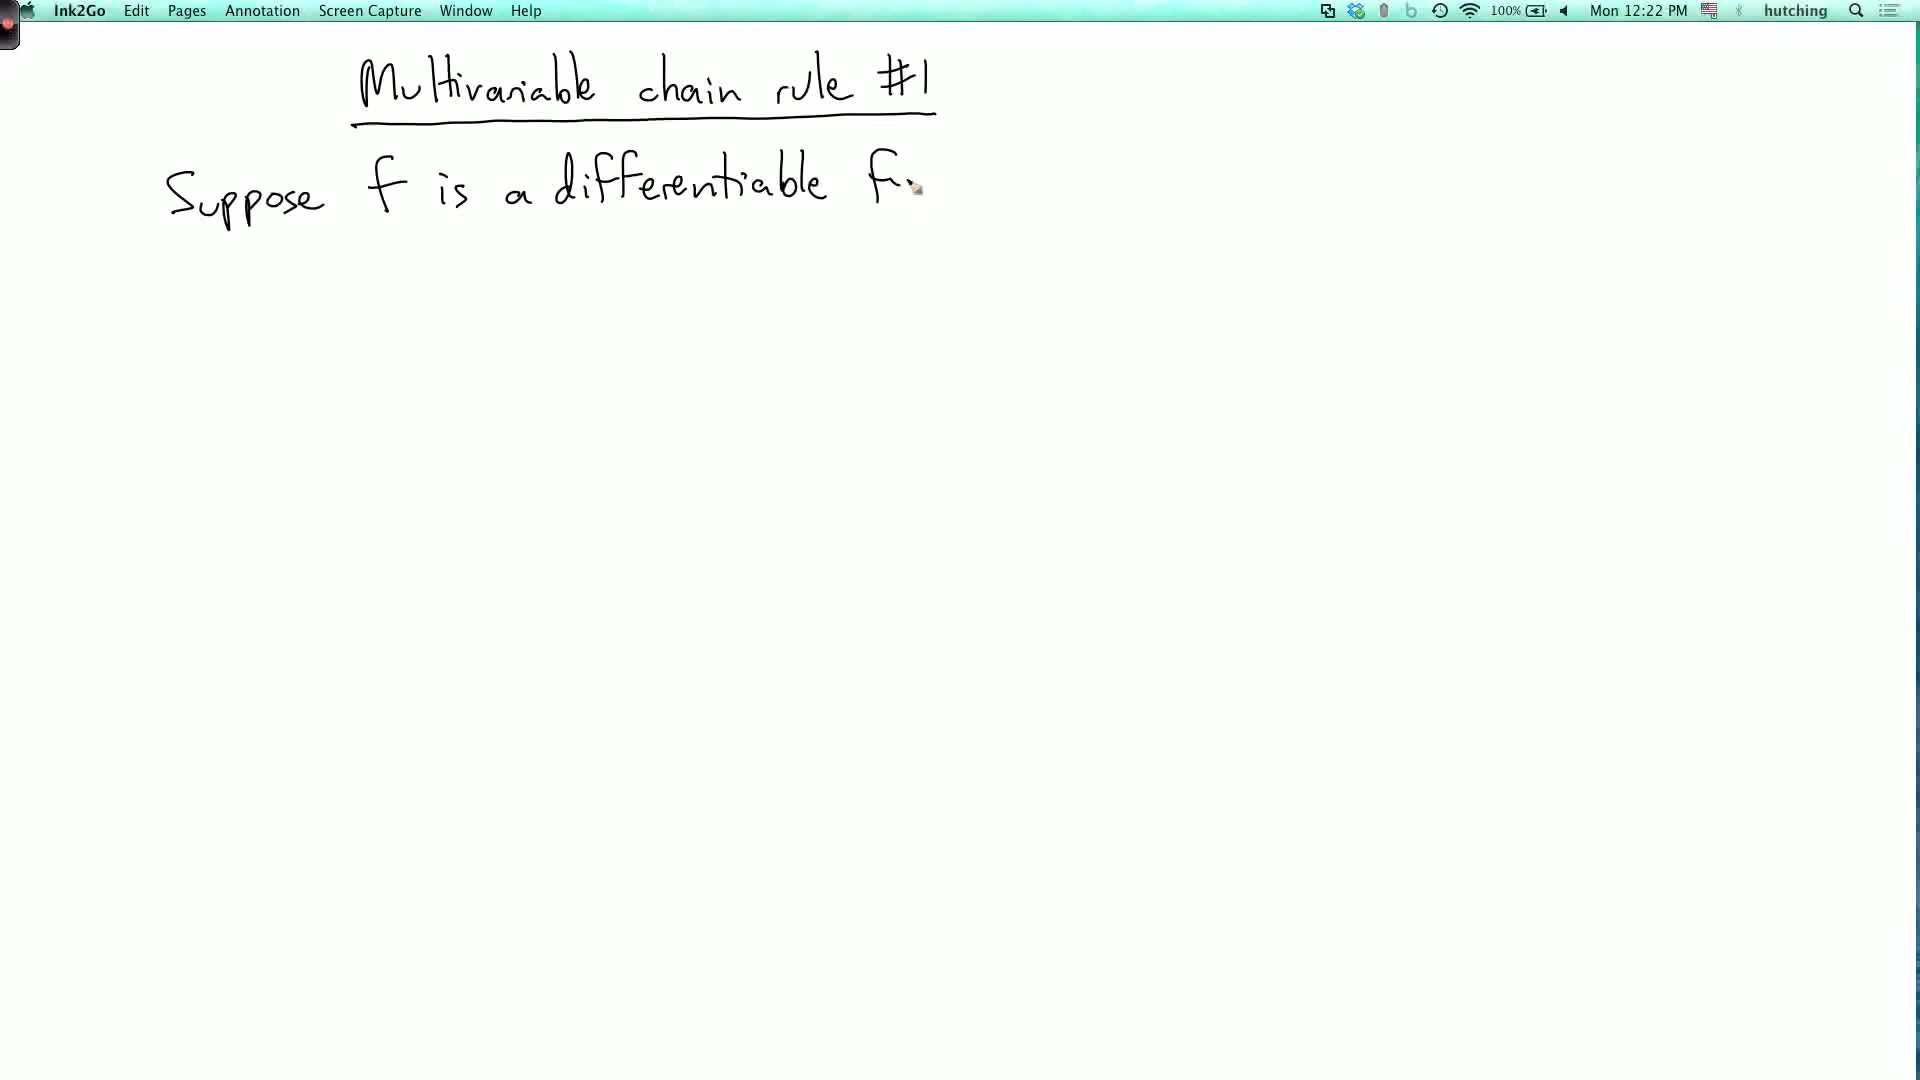 Ink2Go Edit Pages Annotation Screen Capture Window Help 100% Mon 12:22 PM hutching
Multivariable chain rule #1
Suppose f is a differentiable f